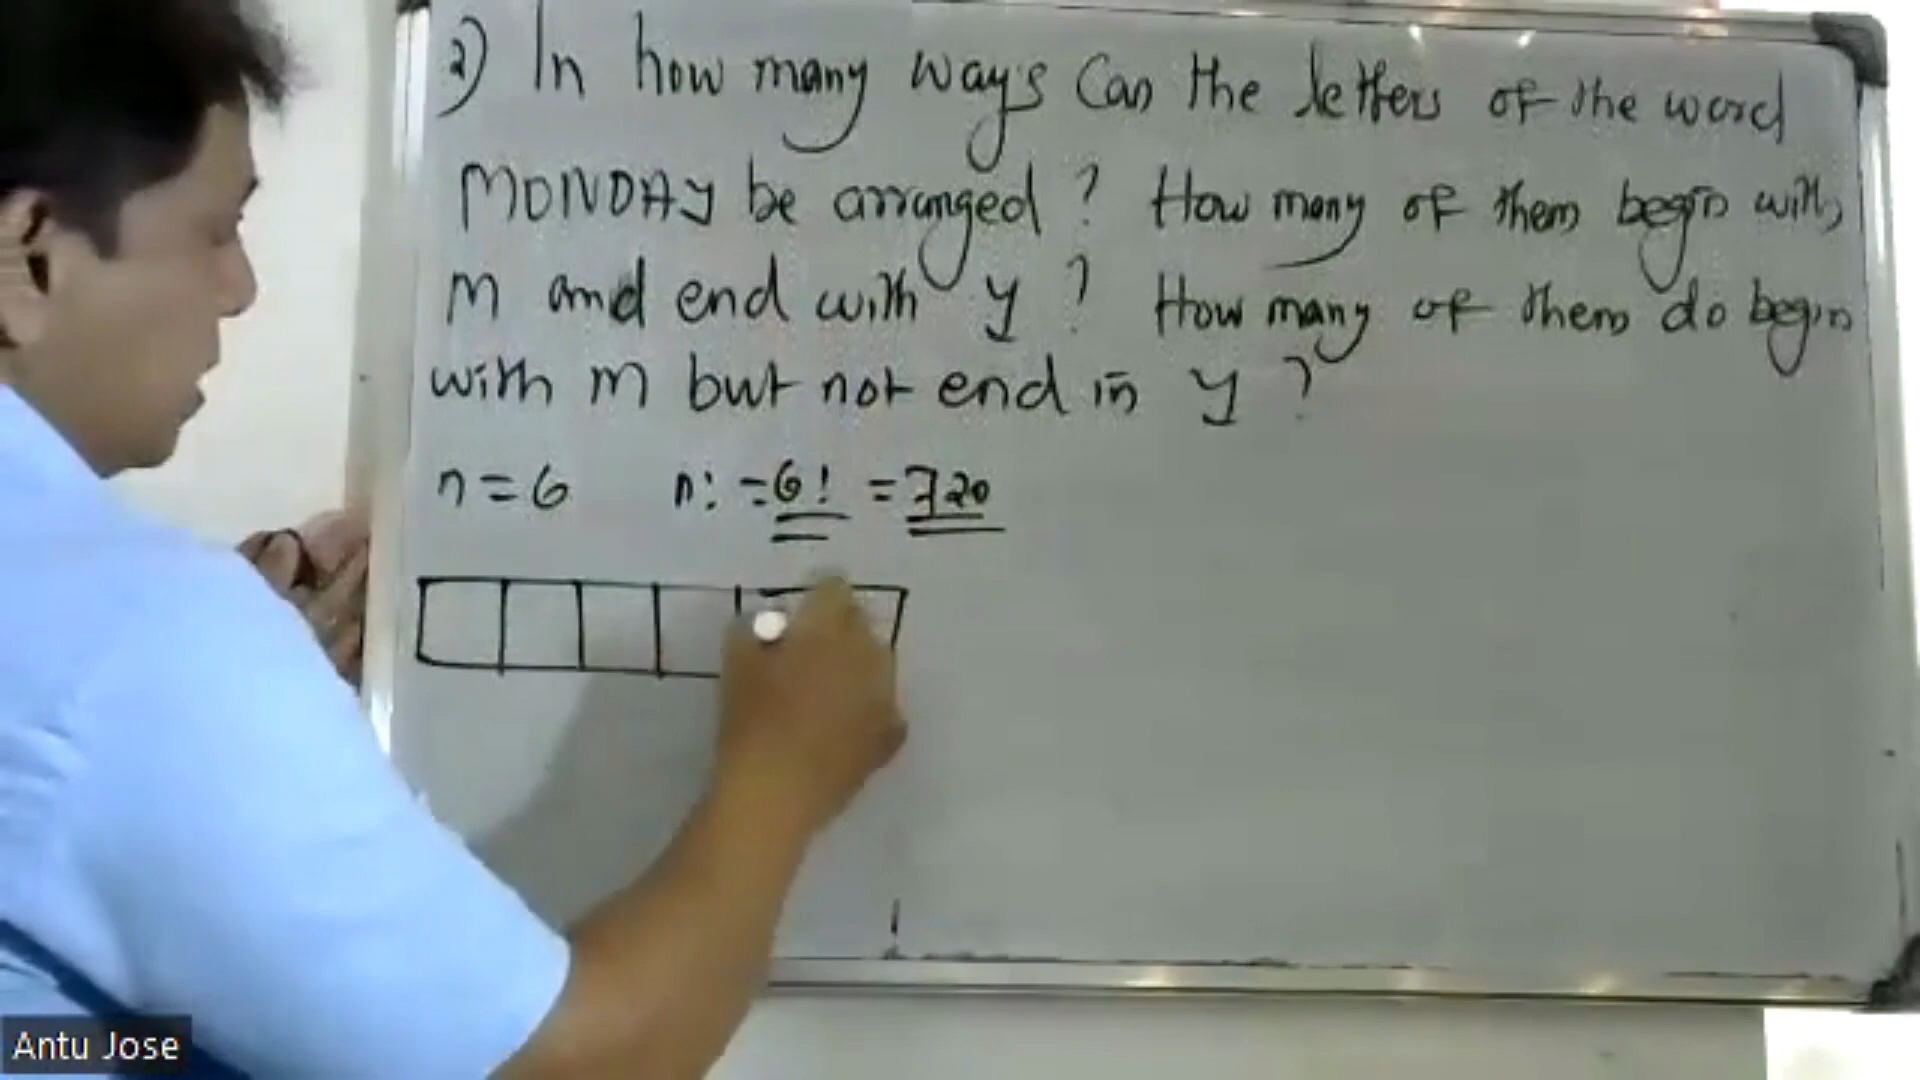 2) In how many ways can the letters of the word
MONDAY be arranged ? How many of them begin with
M and end with y ? How many of them do begin
with m but not end in y ?
n = 6 n! = 6! = 720
Antu Jose